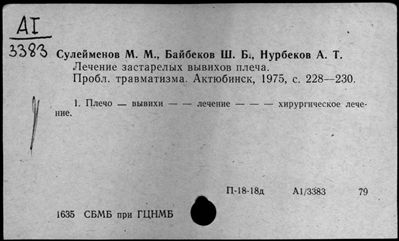 АІ
3383
Сулейменов М. М., Байбеков Ш. Б., Нурбеков А. Т.
Лечение застарелых вывихов плеча.
Пробл. травматизма. Актюбинск, 1975, с. 228—230.
1. Плечо — вывихи — — лечение — — — хирургическое лече-
ние.
П-18-18д А1/3383 79
1635 СБМБ при ГЦНМБ